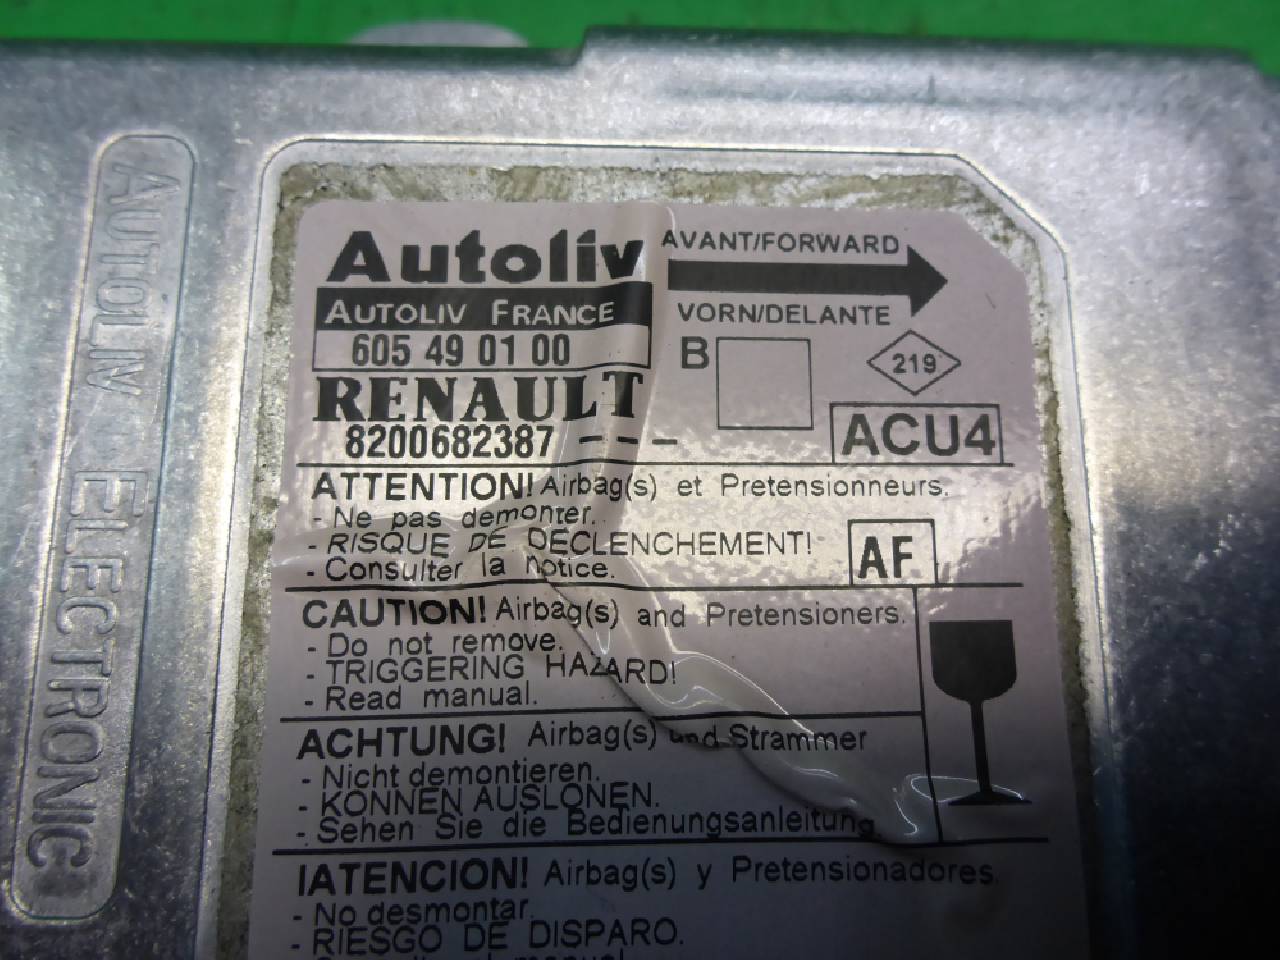 AUTOLIV ELECTRONIC
Autoliv
AUTOLIV FRANCE
605 49 01 00
RENAULT
8200682387 ---
AVANT/FORWARD
VORN/DELANTE
B
219
ACU4
ATTENTION! Airbag(s) et Pretensionneurs.
- Ne pas demonter.
- RISQUE DE DECLENCHEMENT!
- Consulter la notice.
AF
CAUTION! Airbag(s) and Pretensioners.
- Do not remove.
- TRIGGERING HAZARD!
- Read manual.
ACHTUNG! Airbag(s) und Strammer
- Nicht demontieren.
- KONNEN AUSLONEN.
- Sehen Sie die Bedienungsanleitung
IATENCION! Airbag(s) y Pretensionadores.
- No desmontar.
- RIESGO DE DISPARO.